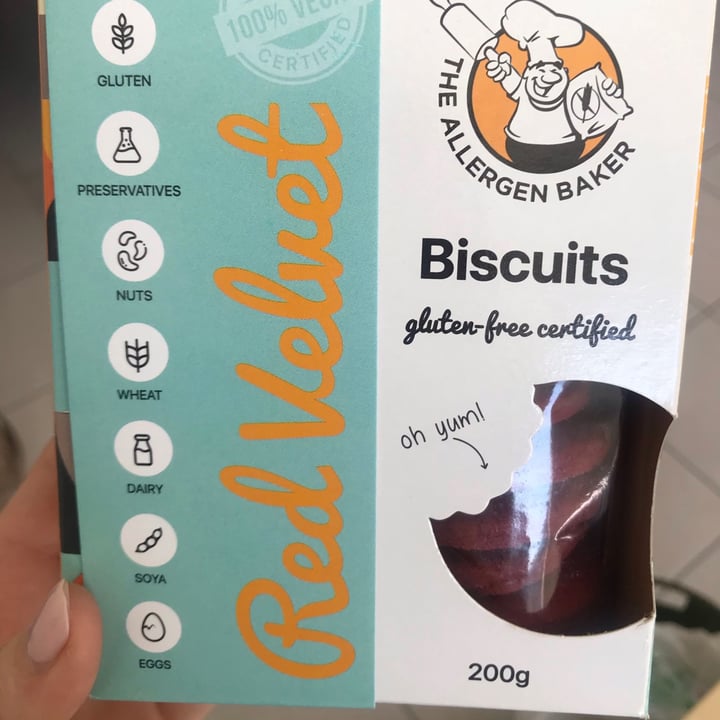 100% VEGAN
CERTIFIED
GLUTEN
PRESERVATIVES
NUTS
WHEAT
DAIRY
SOYA
EGGS
Red Velvet
THE ALLERGEN BAKER
Biscuits
gluten-free certified
oh yum!
200g